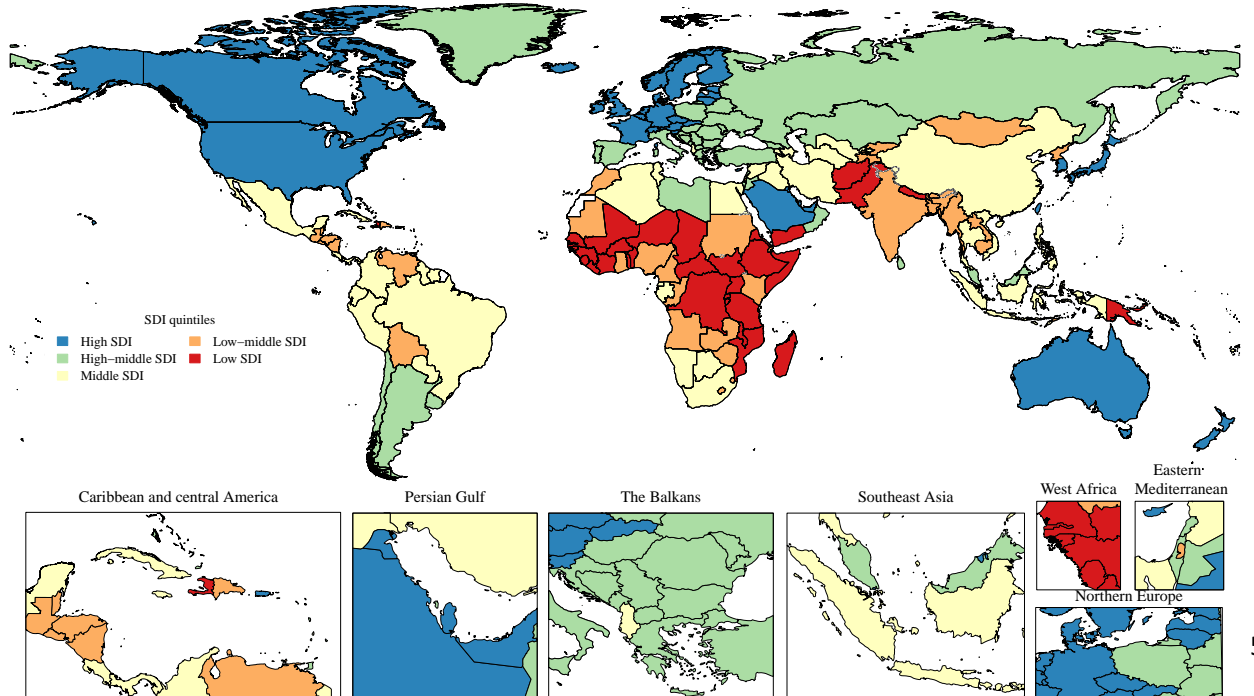 SDI quintiles
High SDI
High−middle SDI
Middle SDI
Low−middle SDI
Low SDI
Caribbean and central America
Persian Gulf
The Balkans
Southeast Asia
West Africa
Eastern
Mediterranean
Northern Europe